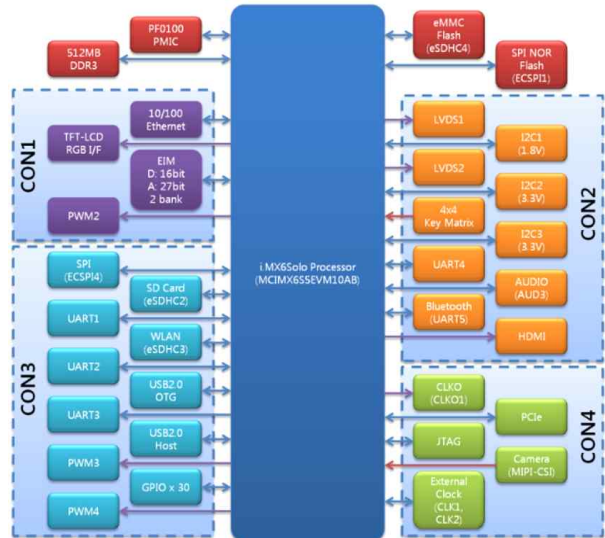 PF0100
PMIC
512MB
DDR3
eMMC
Flash
(eSDHC4)
SPI NOR
Flash
(ECSPI1)
CON1
10/100
Ethernet
TFT-LCD
RGB I/F
EIM
D: 16bit
A: 27bit
2 bank
PWM2
CON3
SPI
(ECSPI4)
SD Card
(eSDHC2)
UART1
WLAN
(eSDHC3)
UART2
USB2.0
OTG
UART3
USB2.0
Host
PWM3
GPIO x 30
PWM4
i.MX6Solo Processor
(MCIMX6S5EVM10AB)
CON2
LVDS1
I2C1
(1.8V)
LVDS2
I2C2
(3.3V)
4x4
Key Matrix
I2C3
(3.3V)
UART4
AUDIO
(AUD3)
Bluetooth
(UART5)
HDMI
CON4
CLKO
(CLKO1)
PCIe
JTAG
Camera
(MIPI-CSI)
External
Clock
(CLK1,
CLK2)